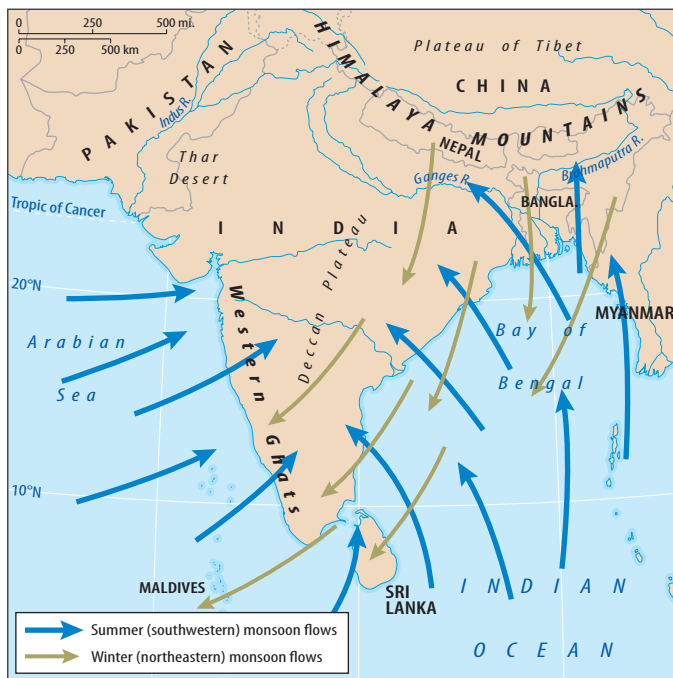 0 250 500 mi.
0 250 500 km
PAKISTAN
Indus R.
Thar
Desert
HIMALAYA MOUNTAINS
Plateau of Tibet
CHINA
NEPAL
Ganges R.
Brahmaputra R.
BANGLA.
Tropic of Cancer
INDIA
20°N
Deccan Plateau
Western Ghats
MYANMAR
Arabian
Sea
Bay of
Bengal
10°N
MALDIVES
SRI
LANKA
INDIAN
OCEAN
Summer (southwestern) monsoon flows
Winter (northeastern) monsoon flows